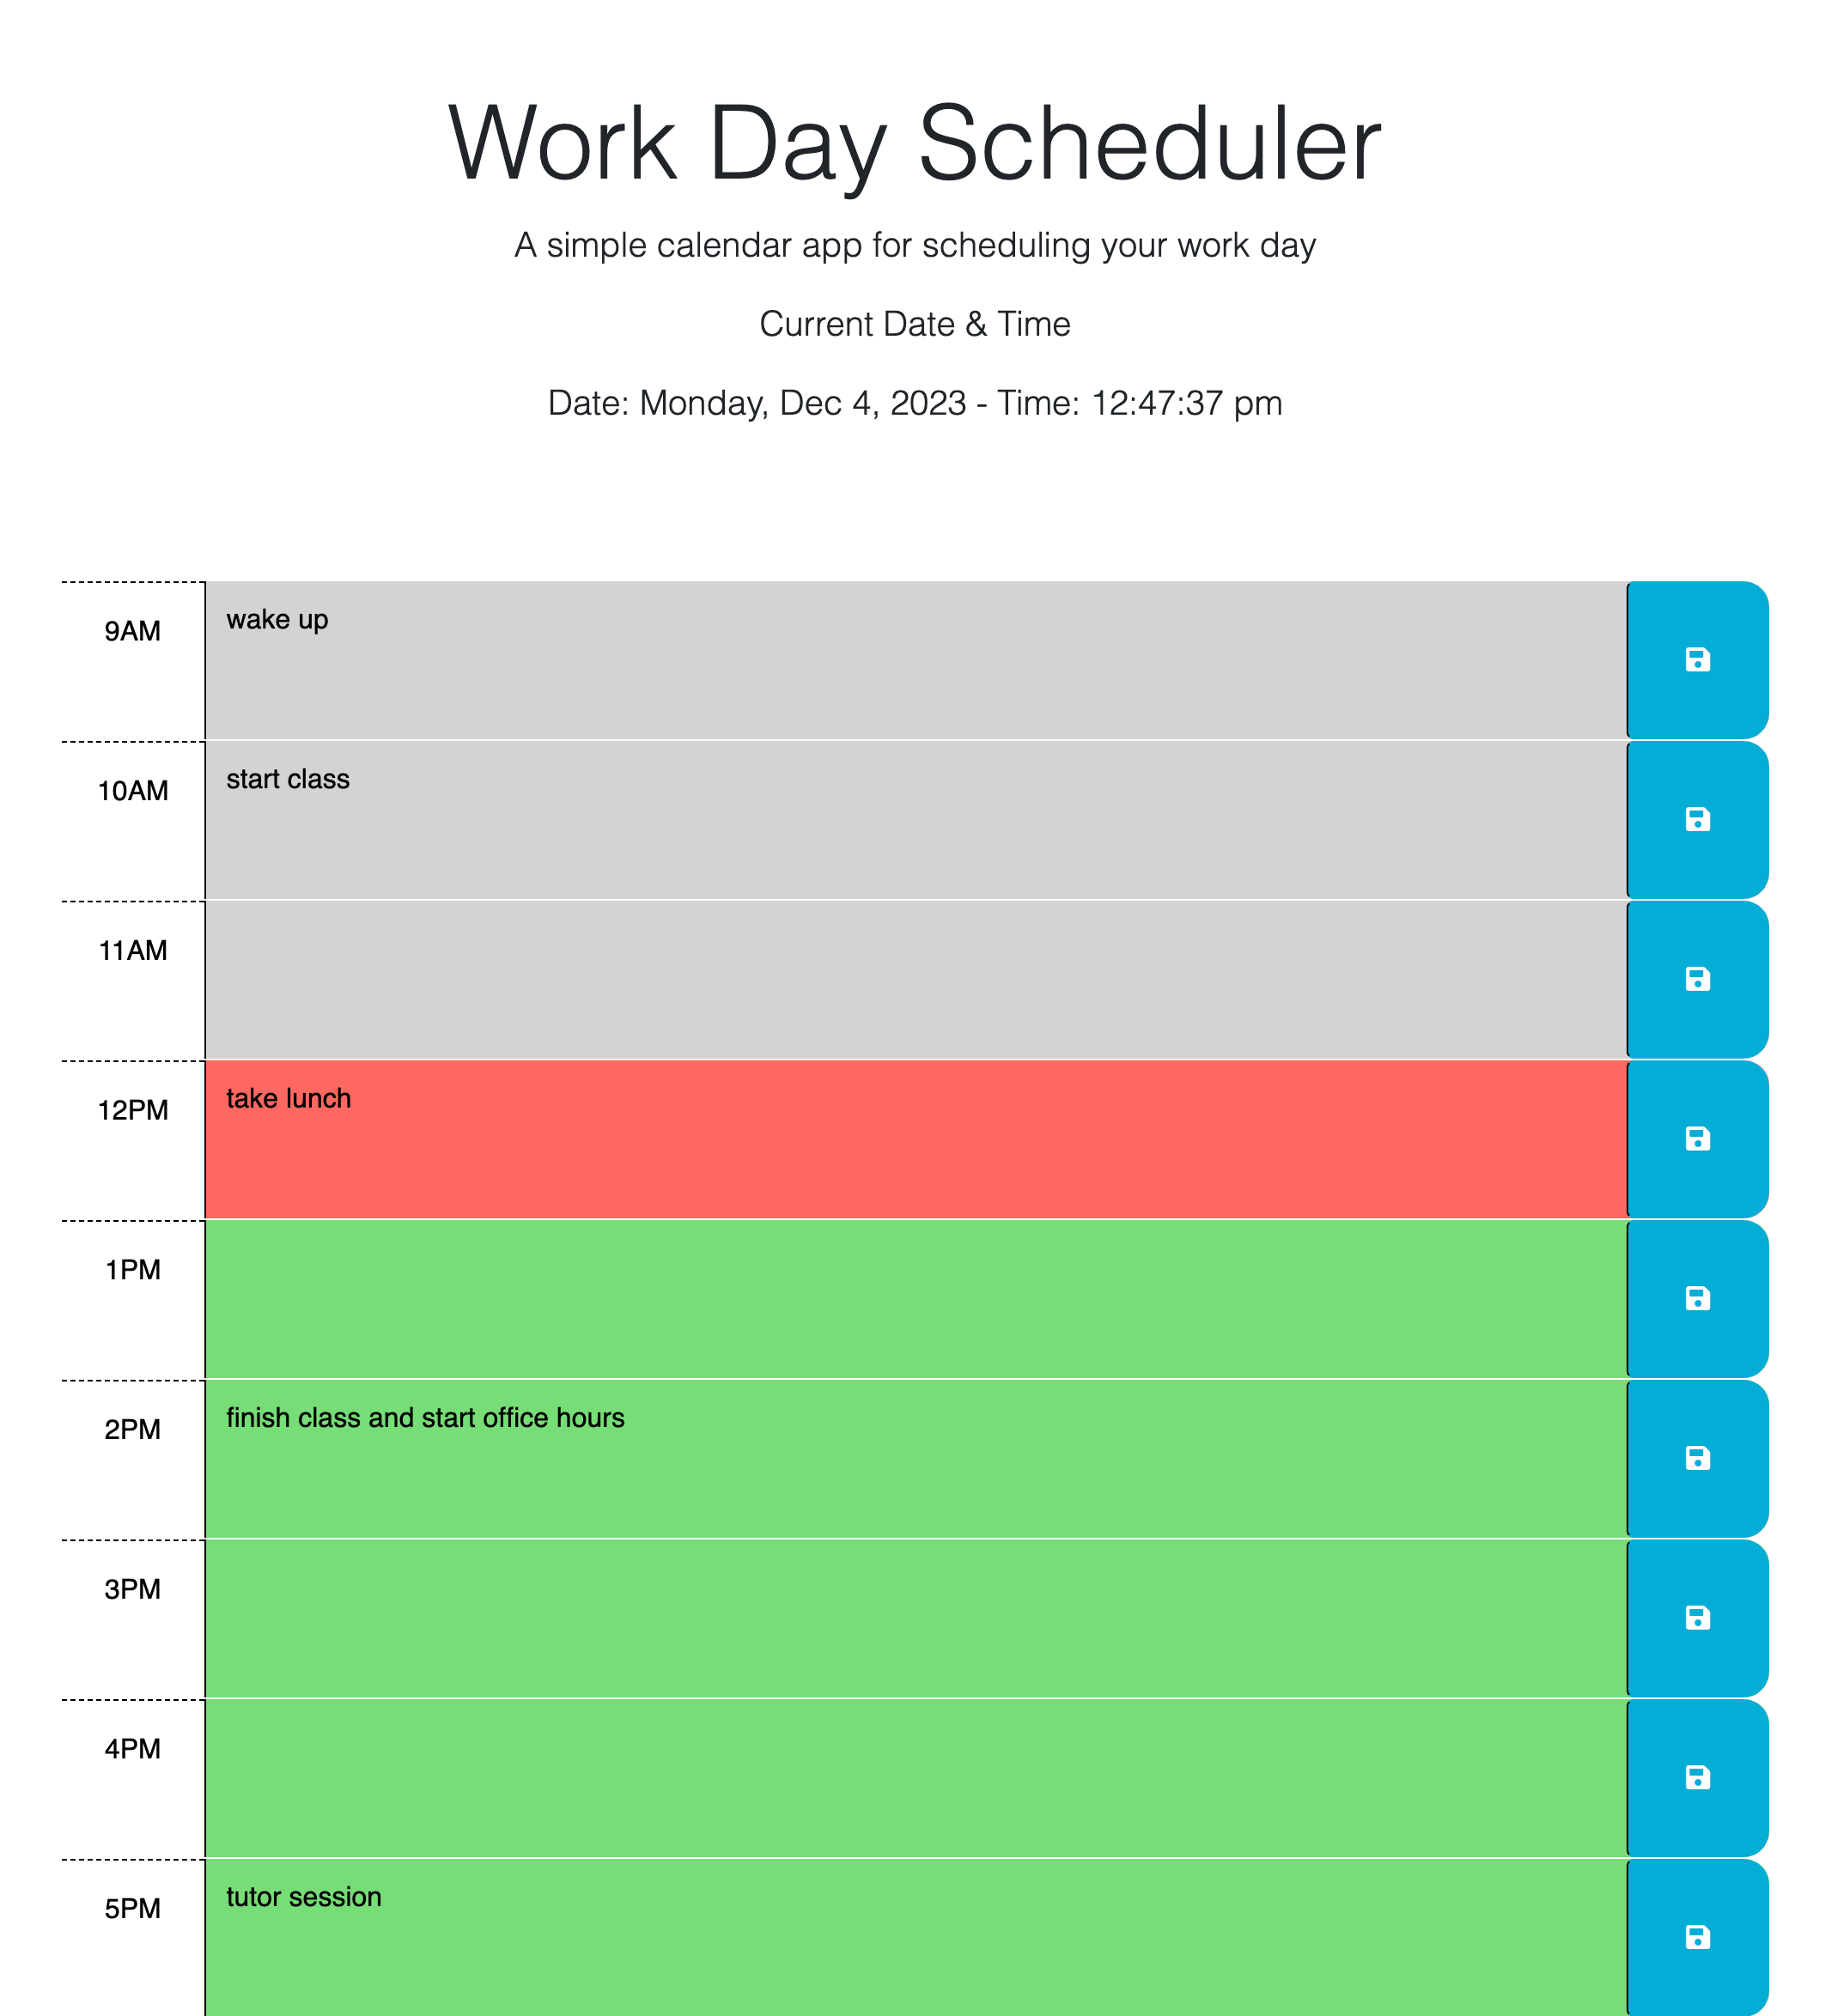 Work Day Scheduler
A simple calendar app for scheduling your work day
Current Date & Time
Date: Monday, Dec 4, 2023 - Time: 12:47:37 pm
9AM
wake up
10AM
start class
11AM
12PM
take lunch
1PM
2PM
finish class and start office hours
3PM
4PM
5PM
tutor session